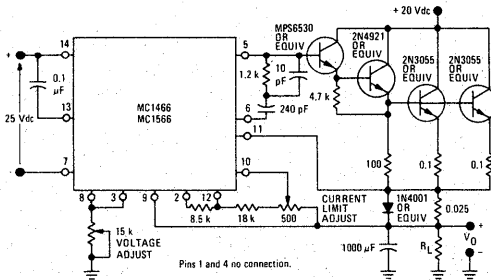 + 20 Vdc
MPS6530
OR
EQUIV
2N4921
OR
EQUIV
2N3055
OR
EQUIV
2N3055
OR
EQUIV
+
14
5
0.1
µF
1.2 k
10
pF
4.7 k
25 Vdc
MC1466
MC1566
13
6
240 pF
11
7
10
100
0.1
0.1
8
3
9
2
12
8.5 k
18 k
500
CURRENT
LIMIT
ADJUST
1N4001
OR
EQUIV
0.025
15 k
VOLTAGE
ADJUST
1000 µF
RL
+
VO
−
Pins 1 and 4 no connection.